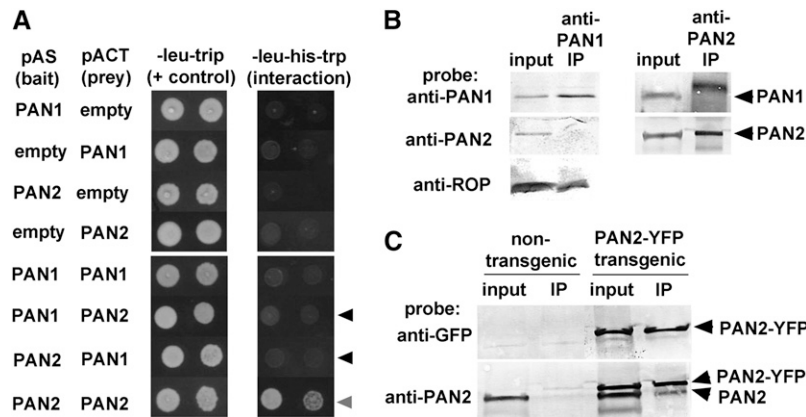 A
pAS pACT -leu-trip -leu-his-trp
(bait) (prey) (+ control) (interaction)
PAN1 empty
empty PAN1
PAN2 empty
empty PAN2
PAN1 PAN1
PAN1 PAN2
PAN2 PAN1
PAN2 PAN2
B
anti- anti-
PAN1 PAN2
input IP input IP
probe:
anti-PAN1 PAN1
anti-PAN2 PAN2
anti-ROP
C
non- PAN2-YFP
transgenic transgenic
input IP input IP
probe:
anti-GFP PAN2-YFP
PAN2-YFP
anti-PAN2 PAN2